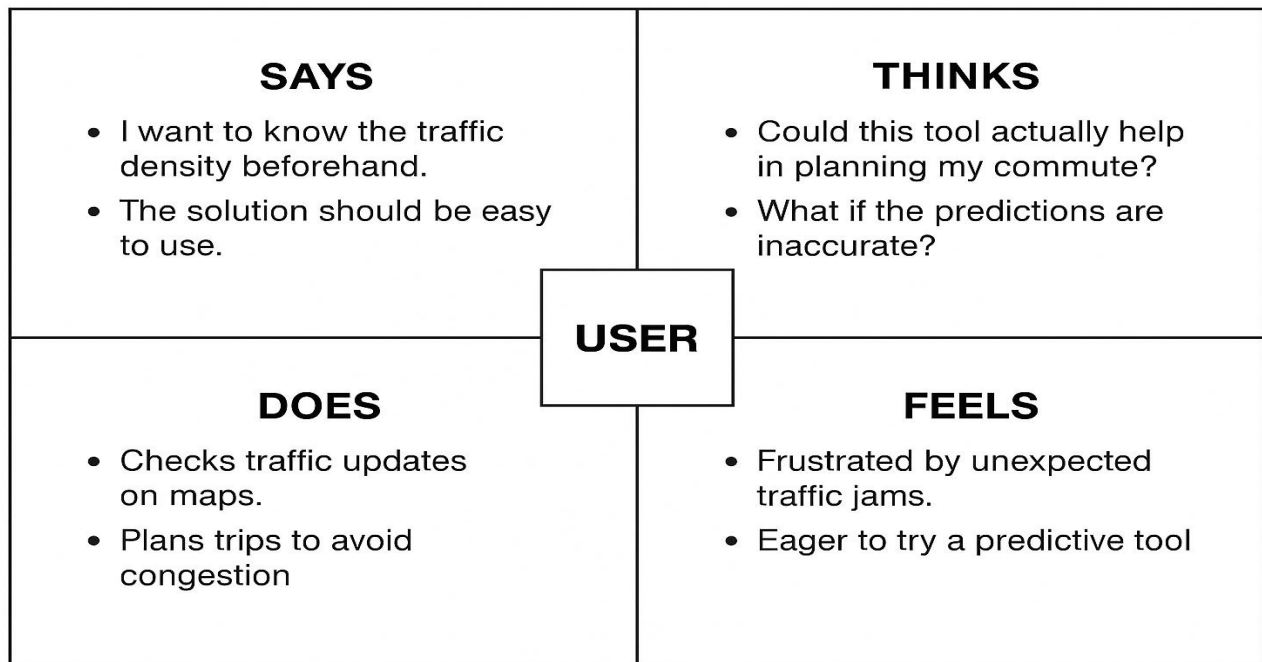 SAYS
• I want to know the traffic
density beforehand.
• The solution should be easy
to use.
THINKS
• Could this tool actually help
in planning my commute?
• What if the predictions are
inaccurate?
USER
DOES
• Checks traffic updates
on maps.
• Plans trips to avoid
congestion
FEELS
• Frustrated by unexpected
traffic jams.
• Eager to try a predictive tool